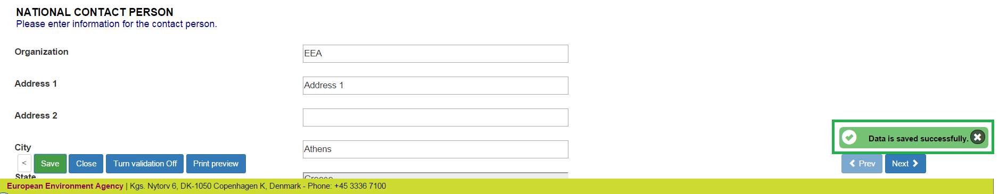 NATIONAL CONTACT PERSON
Please enter information for the contact person.
Organization
EEA
Address 1
Address 1
Address 2
City
Athens
Data is saved successfully.
<
Save
Close
Turn validation Off
Print preview
Prev
Next
State
Greece
European Environment Agency | Kgs. Nytorv 6, DK-1050 Copenhagen K, Denmark - Phone: +45 3336 7100